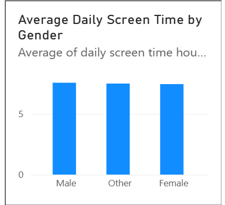 Average Daily Screen Time by
Gender
Average of daily screen time hou...
5
0
Male Other Female